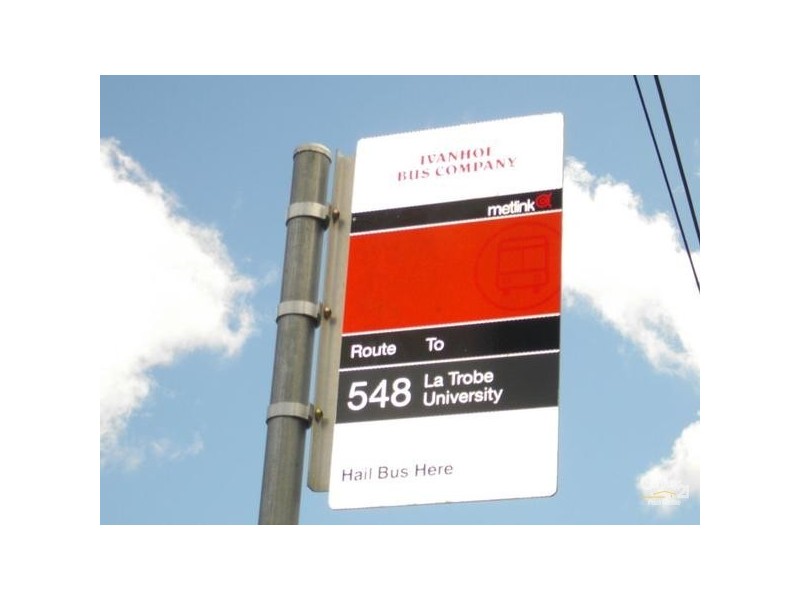 IVANHOE
BUS COMPANY
metlink
Route To
548 La Trobe
University
Hail Bus Here